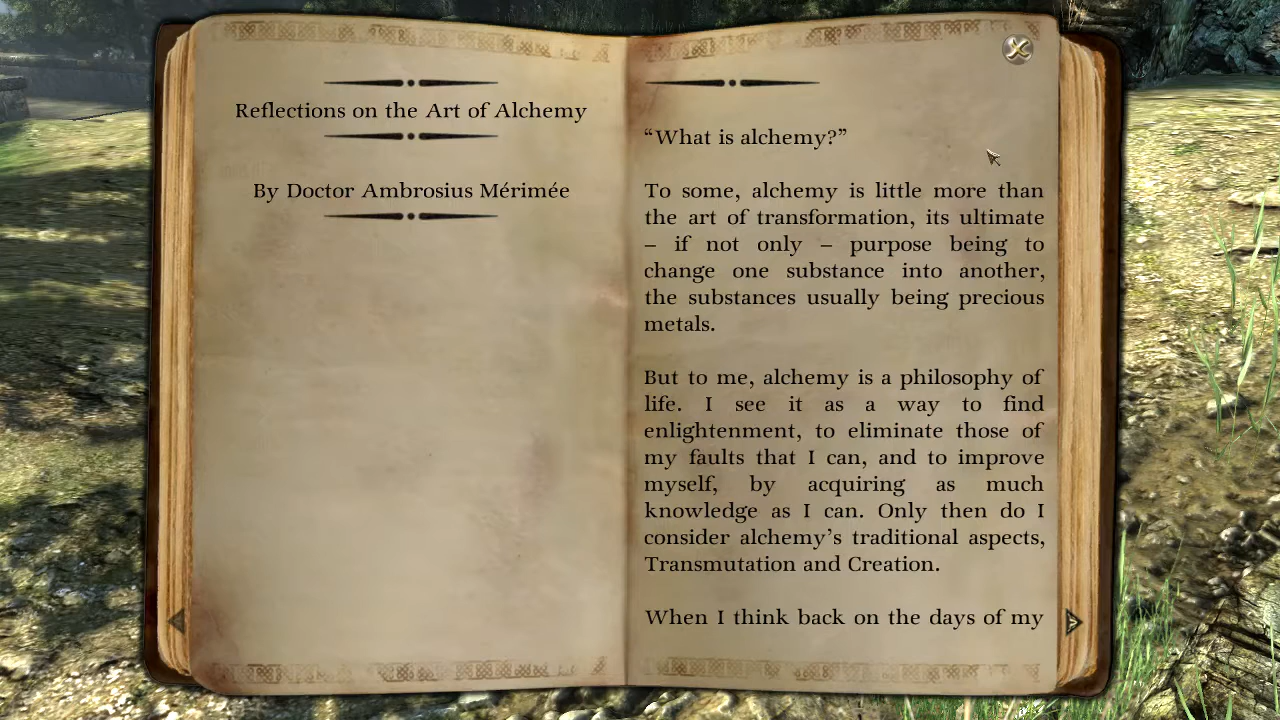 Reflections on the Art of Alchemy
By Doctor Ambrosius Mérimée
“What is alchemy?”
To some, alchemy is little more than
the art of transformation, its ultimate
– if not only – purpose being to
change one substance into another,
the substances usually being precious
metals.
But to me, alchemy is a philosophy of
life. I see it as a way to find
enlightenment, to eliminate those of
my faults that I can, and to improve
myself, by acquiring as much
knowledge as I can. Only then do I
consider alchemy’s traditional aspects,
Transmutation and Creation.
When I think back on the days of my